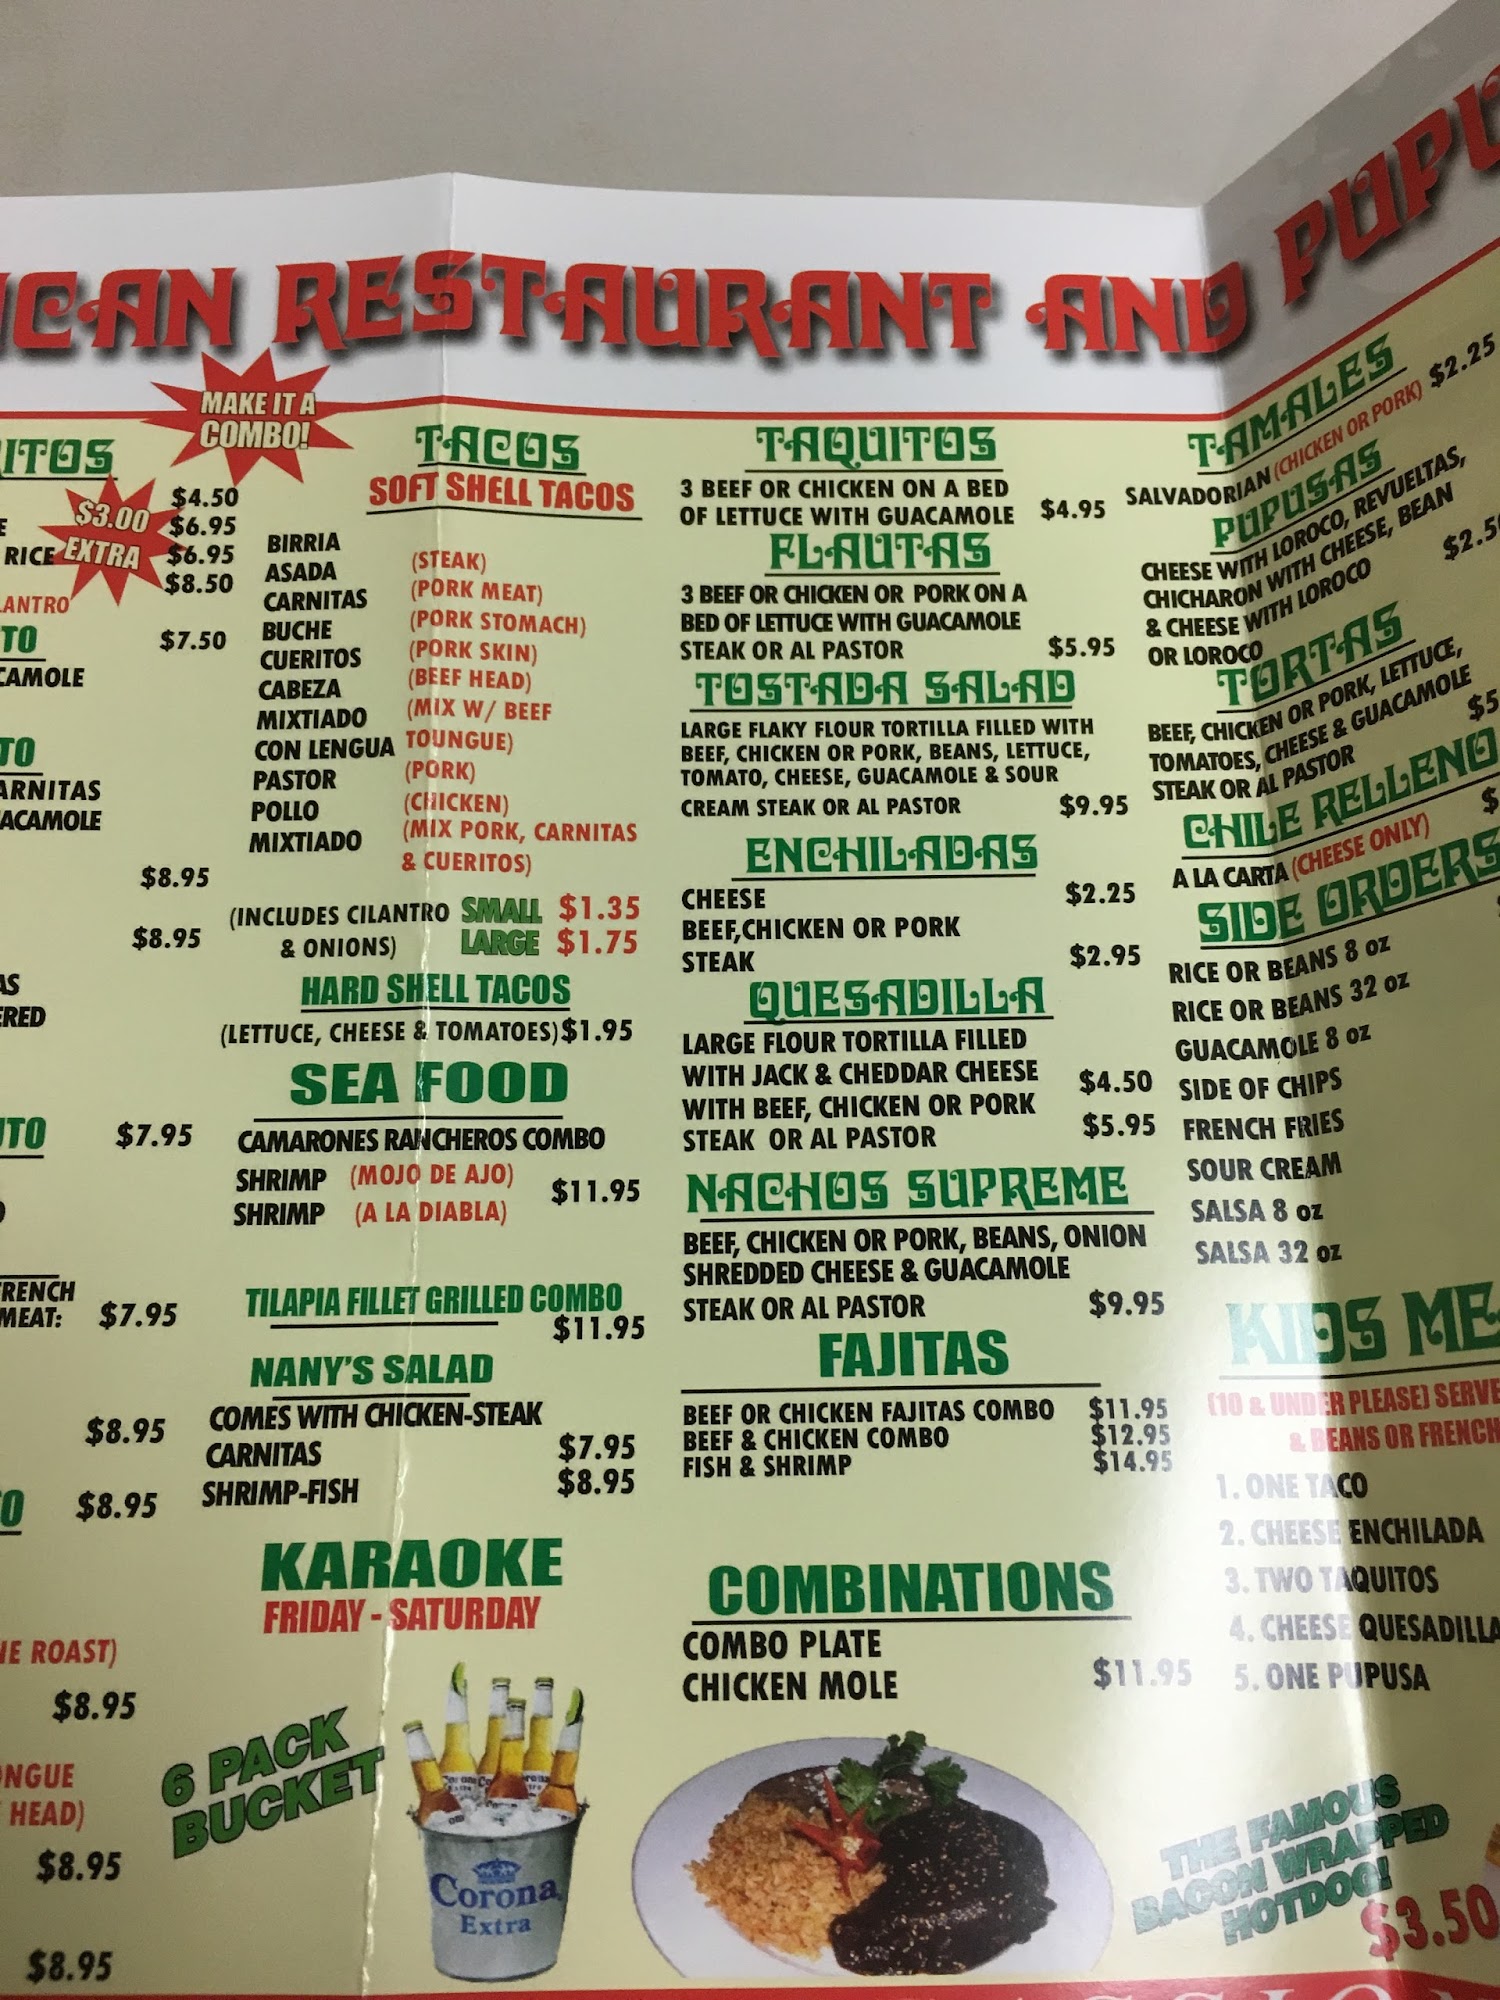 ICAN RESTAURANT AND PUPU
MAKE IT A
COMBO!
ITOS
$4.50
$6.95
RICE
$6.95
$8.50
$3.00
EXTRA
LANTRO
TO
$7.50
CAMOLE
TO
ARNITAS
ACAMOLE
$8.95
$8.95
AS
ERED
UTO $7.95
FRENCH
MEAT: $7.95
$8.95
O $8.95
NE ROAST)
$8.95
ONGUE
HEAD)
$8.95
$8.95
TACOS
SOFT SHELL TACOS
BIRRIA
ASADA (STEAK)
CARNITAS (PORK MEAT)
BUCHE (PORK STOMACH)
CUERITOS (PORK SKIN)
CABEZA (BEEF HEAD)
MIXTIADO (MIX W/ BEEF
CON LENGUA TOUNGUE)
PASTOR (PORK)
POLLO (CHICKEN)
MIXTIADO (MIX PORK, CARNITAS
& CUERITOS)
(INCLUDES CILANTRO SMALL $1.35
& ONIONS) LARGE $1.75
HARD SHELL TACOS
(LETTUCE, CHEESE & TOMATOES) $1.95
SEA FOOD
CAMARONES RANCHEROS COMBO
SHRIMP (MOJO DE AJO)
$11.95
SHRIMP (A LA DIABLA)
TILAPIA FILLET GRILLED COMBO
$11.95
NANY'S SALAD
COMES WITH CHICKEN-STEAK
CARNITAS $7.95
SHRIMP-FISH $8.95
KARAOKE
FRIDAY - SATURDAY
6 PACK
BUCKET
Corona
Extra
TAQUITOS
3 BEEF OR CHICKEN ON A BED
OF LETTUCE WITH GUACAMOLE $4.95
FLAUTAS
3 BEEF OR CHICKEN OR PORK ON A
BED OF LETTUCE WITH GUACAMOLE
STEAK OR AL PASTOR $5.95
TOSTADA SALAD
LARGE FLAKY FLOUR TORTILLA FILLED WITH
BEEF, CHICKEN OR PORK, BEANS, LETTUCE,
TOMATO, CHEESE, GUACAMOLE & SOUR
CREAM STEAK OR AL PASTOR $9.95
ENCHILADAS
CHEESE $2.25
BEEF,CHICKEN OR PORK
STEAK $2.95
QUESADILLA
LARGE FLOUR TORTILLA FILLED
WITH JACK & CHEDDAR CHEESE $4.50
WITH BEEF, CHICKEN OR PORK
STEAK OR AL PASTOR $5.95
NACHOS SUPREME
BEEF, CHICKEN OR PORK, BEANS, ONION
SHREDDED CHEESE & GUACAMOLE
STEAK OR AL PASTOR $9.95
FAJITAS
BEEF OR CHICKEN FAJITAS COMBO $11.95
BEEF & CHICKEN COMBO $12.95
FISH & SHRIMP $14.95
COMBINATIONS
COMBO PLATE
CHICKEN MOLE $11.95
TAMALES
SALVADORIAN (CHICKEN OR PORK) $2.25
PUPUSAS
CHEESE WITH LOROCO, REVUELTAS,
CHICHARON WITH CHEESE, BEAN
& CHEESE WITH LOROCO $2.5
OR LOROCO
TORTAS
BEEF, CHICKEN OR PORK, LETTUCE,
TOMATOES, CHEESE & GUACAMOLE
STEAK OR AL PASTOR $5
CHILE RELLENO
A LA CARTA (CHEESE ONLY) $
SIDE ORDERS
RICE OR BEANS 8 oz
RICE OR BEANS 32 oz
GUACAMOLE 8 oz
SIDE OF CHIPS
FRENCH FRIES
SOUR CREAM
SALSA 8 oz
SALSA 32 oz
KIDS ME
(10 & UNDER PLEASE) SERVE
& BEANS OR FRENCH
1. ONE TACO
2. CHEESE ENCHILADA
3. TWO TAQUITOS
4. CHEESE QUESADILLA
5. ONE PUPUSA
THE FAMOUS
BACON WRAPPED
HOTDOG!
$3.50